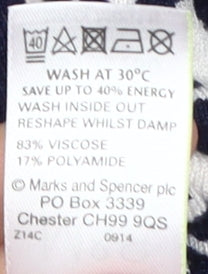 40
WASH AT 30°C
SAVE UP TO 40% ENERGY
WASH INSIDE OUT
RESHAPE WHILST DAMP
83% VISCOSE
17% POLYAMIDE
© Marks and Spencer plc
PO Box 3339
Chester CH99 9QS
Z14C 0914